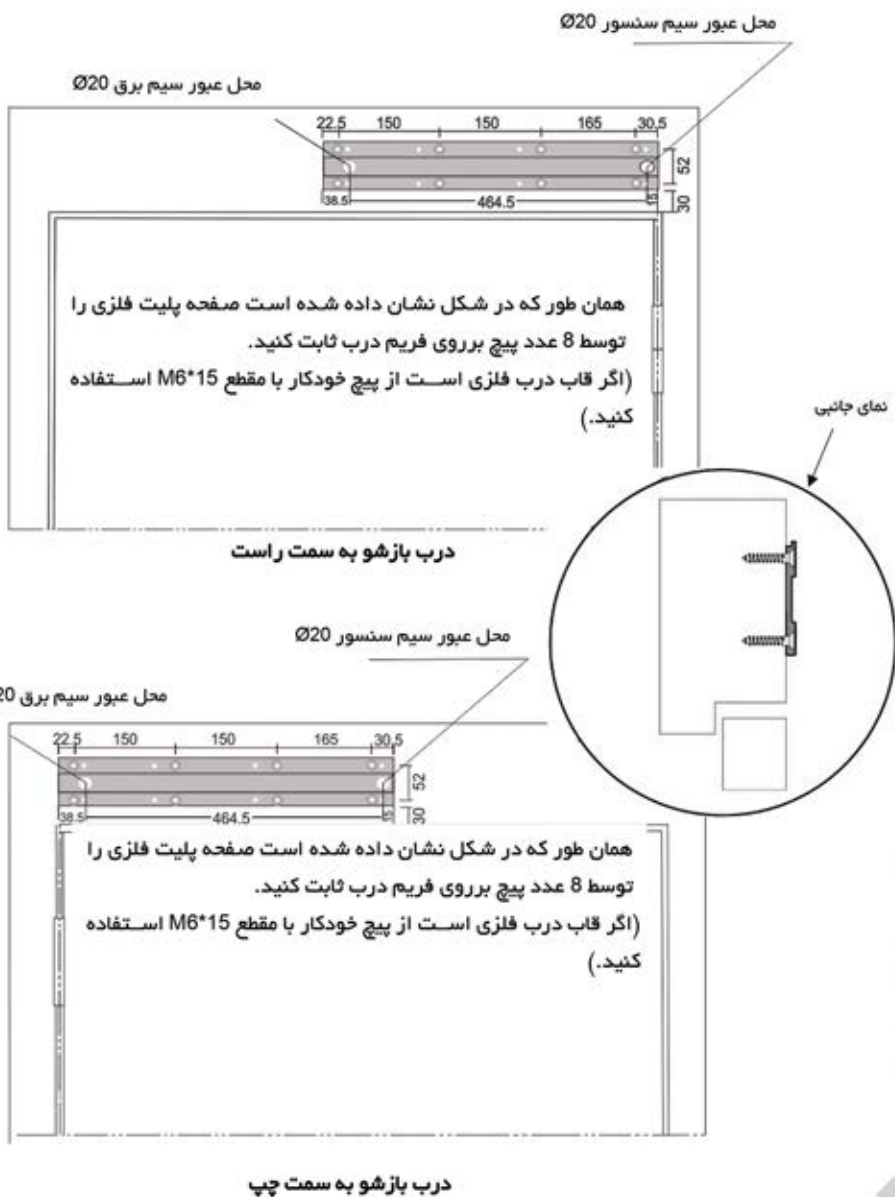 محل عبور سیم سنسور Ø20
محل عبور سیم برق Ø20
22.5 150 150 165 30.5
52
38.5 464.5 15 30
همان طور که در شکل نشان داده شده است صفحه پلیت فلزی را
توسط 8 عدد پیچ برروی فریم درب ثابت کنید.
(اگر قاب درب فلزی اســت از پیچ خودکار با مقطع M6*15 اســتفاده
کنید.)
نمای جانبی
درب بازشو به سمت راست
محل عبور سیم سنسور Ø20
محل عبور سیم برق 20
22.5 150 150 165 30.5
52
38.5 464.5 15 30
همان طور که در شکل نشان داده شده است صفحه پلیت فلزی را
توسط 8 عدد پیچ برروی فریم درب ثابت کنید.
(اگر قاب درب فلزی اســت از پیچ خودکار با مقطع M6*15 اســتفاده
کنید.)
درب بازشو به سمت چپ